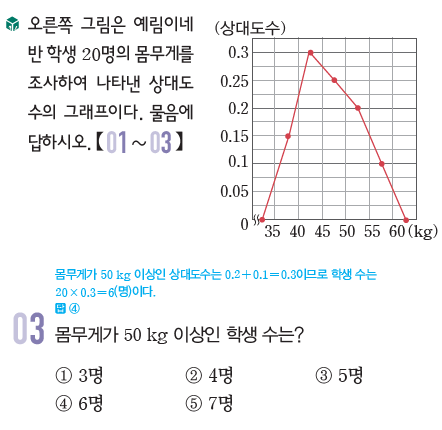 오른쪽 그림은 예림이네
반 학생 20명의 몸무게를
조사하여 나타낸 상대도
수의 그래프이다. 물음에
답하시오.【01～03】
(상대도수)
0.3
0.25
0.2
0.15
0.1
0.05
0
35 40 45 50 55 60(kg)
몸무게가 50 kg 이상인 상대도수는 0.2+0.1=0.3이므로 학생 수는
20×0.3=6(명)이다.
답 ④
03 몸무게가 50 kg 이상인 학생 수는?
① 3명 ② 4명 ③ 5명
④ 6명 ⑤ 7명